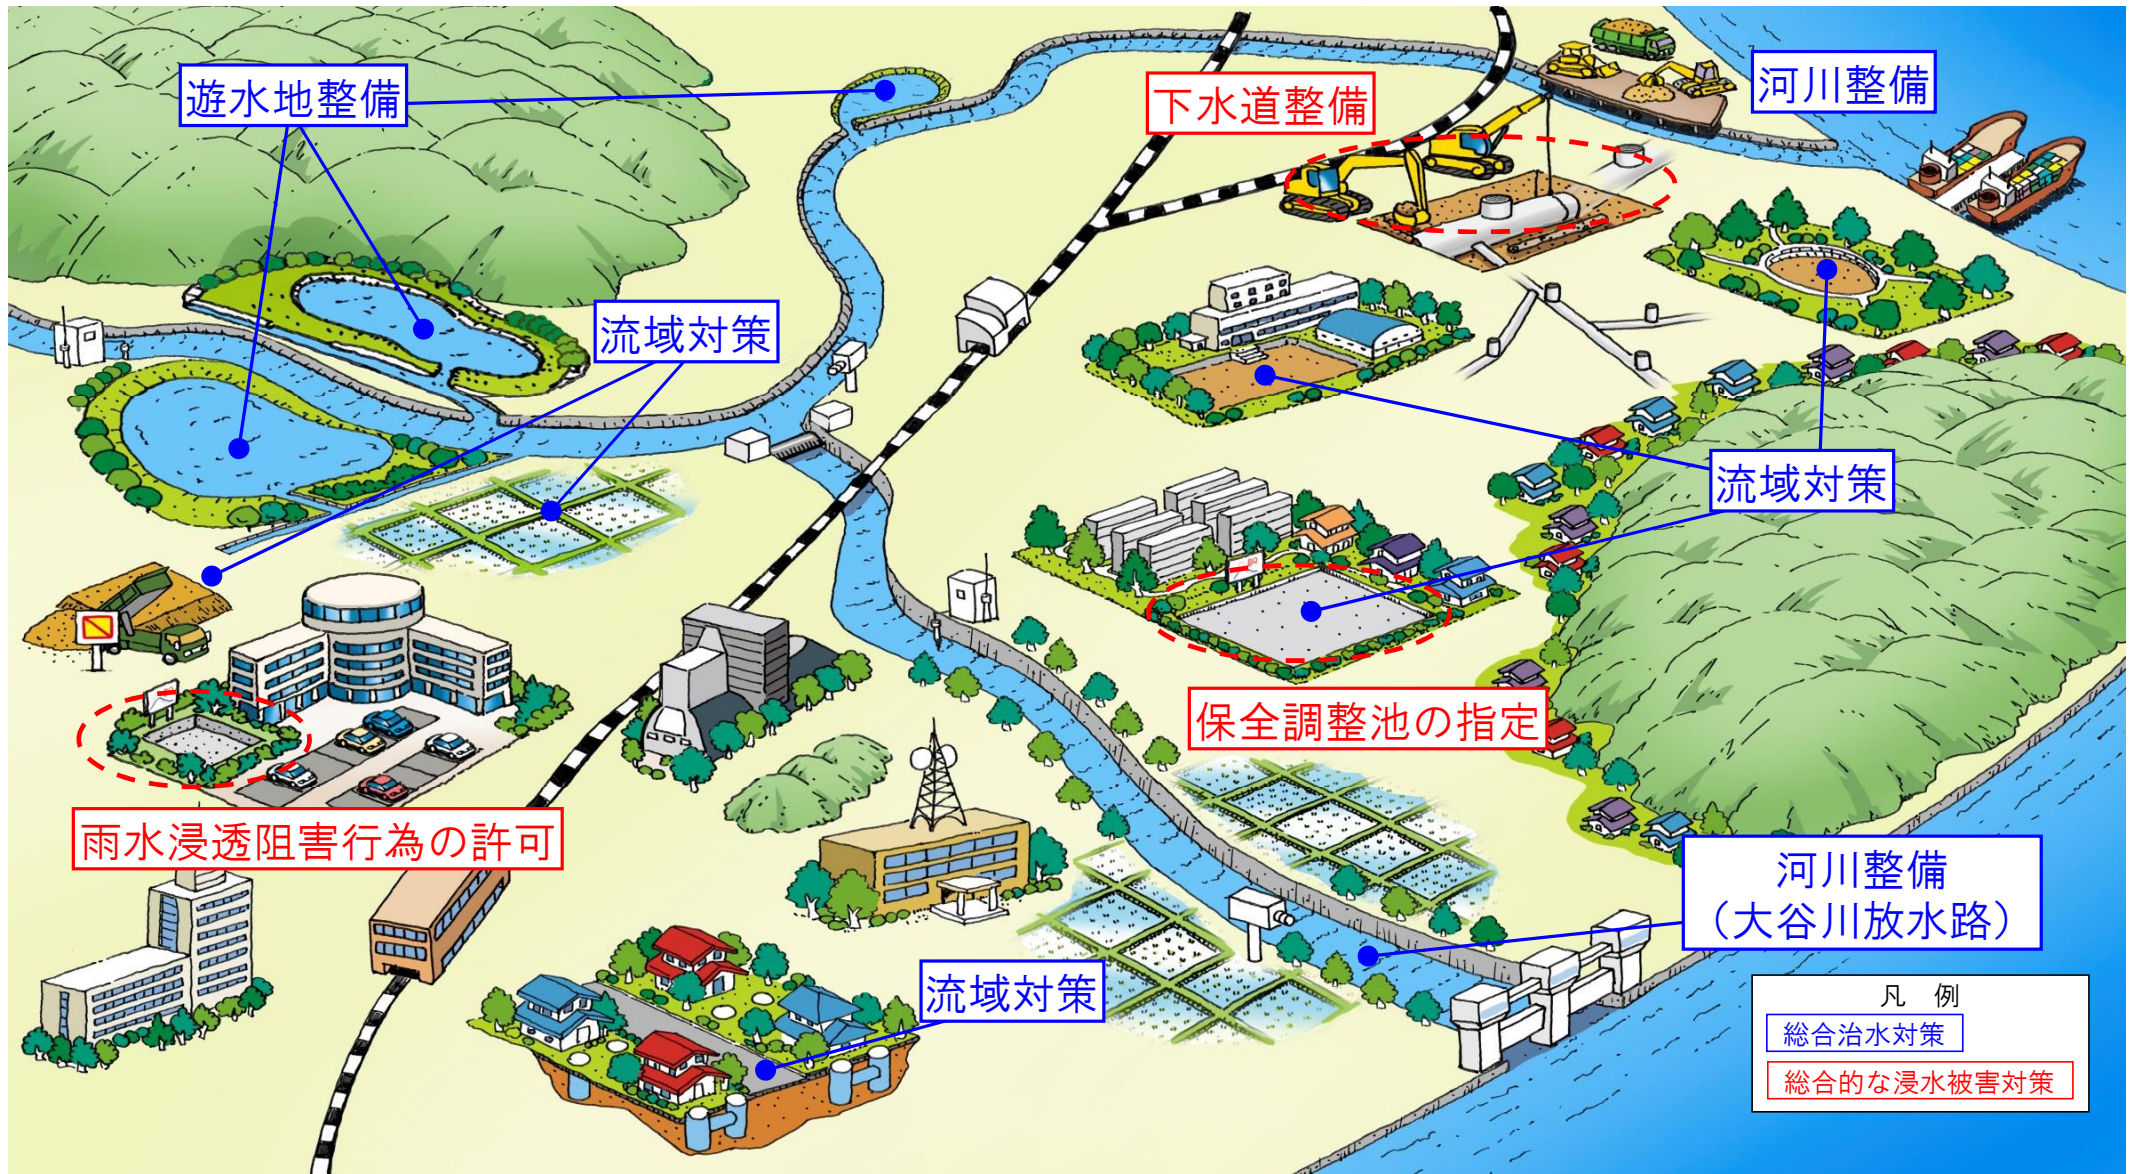 遊水地整備
下水道整備
河川整備
流域対策
流域対策
保全調整池の指定
雨水浸透阻害行為の許可
河川整備
（大谷川放水路）
流域対策
凡 例
総合治水対策
総合的な浸水被害対策